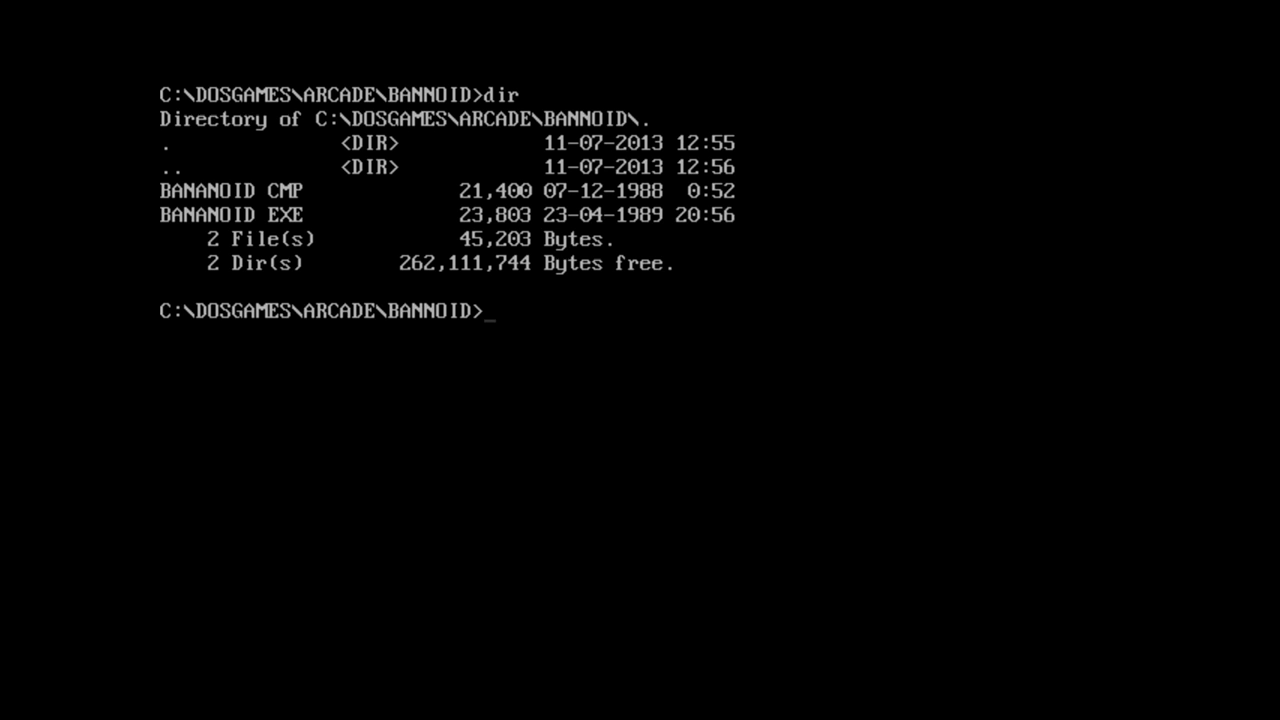 C:\DOSGAMES\ARCADE\BANNOID>dir
Directory of C:\DOSGAMES\ARCADE\BANNOID\.
. <DIR> 11-07-2013 12:55
.. <DIR> 11-07-2013 12:56
BANANOID CMP 21,400 07-12-1988 0:52
BANANOID EXE 23,803 23-04-1989 20:56
2 File(s) 45,203 Bytes.
2 Dir(s) 262,111,744 Bytes free.
C:\DOSGAMES\ARCADE\BANNOID>_